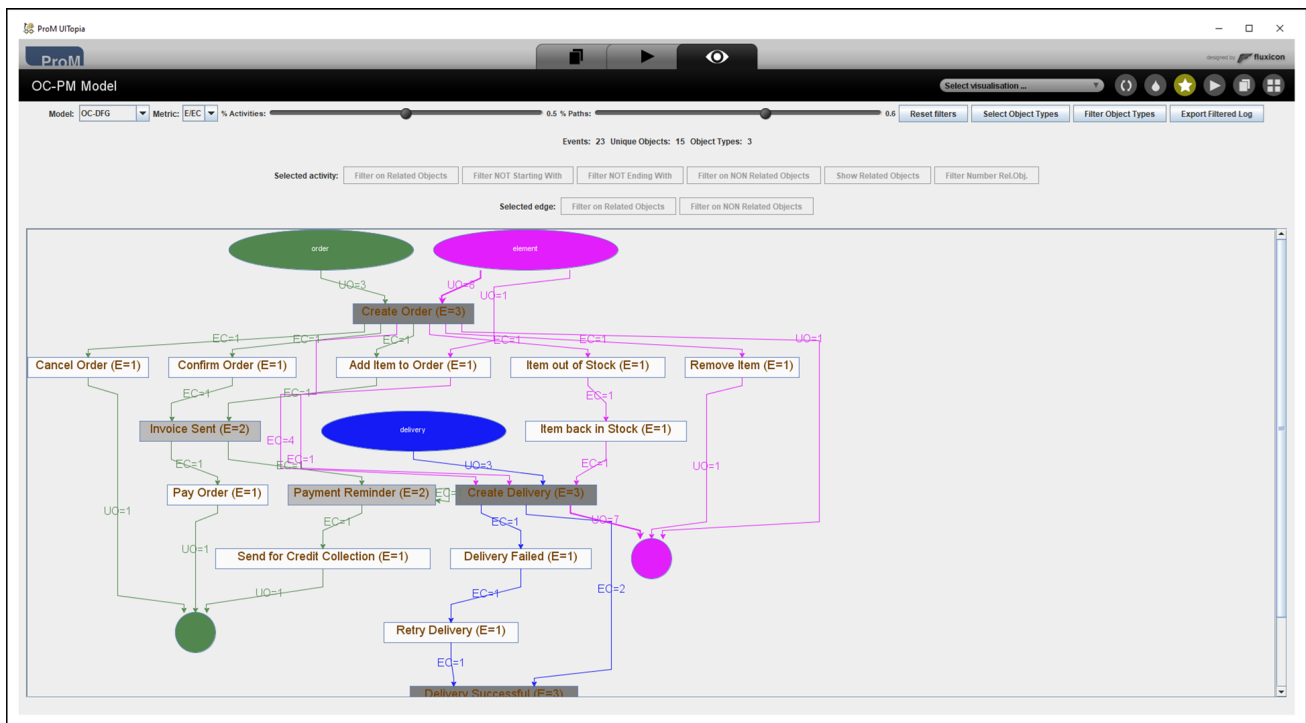 ProM UITopia
ProM
designed by fluxicon
OC-PM Model
Select visualisation ...
Model: OC-DFG Metric: E/EC % Activities: 0.5 % Paths: 0.6 Reset filters Select Object Types Filter Object Types Export Filtered Log
Events: 23 Unique Objects: 15 Object Types: 3
Selected activity: Filter on Related Objects Filter NOT Starting With Filter NOT Ending With Filter on NON Related Objects Show Related Objects Filter Number Rel.Obj.
Selected edge: Filter on Related Objects Filter on NON Related Objects
order element
UO=3 UO=1
Create Order (E=3)
EC=1 EC=1 EC=1 EC=1 UO=1
Cancel Order (E=1) Confirm Order (E=1) Add Item to Order (E=1) Item out of Stock (E=1) Remove Item (E=1)
EC=1 EC=1 EC=1
Invoice Sent (E=2) delivery Item back in Stock (E=1)
EC=4
EC=1 EC=1 EC=1 UO=3 EC=1 UO=1
Pay Order (E=1) Payment Reminder (E=2) Create Delivery (E=3)
UO=1 EC=1 EC=1 UO=7
UO=1
Send for Credit Collection (E=1) Delivery Failed (E=1)
UO=1 EC=1 EC=2
Retry Delivery (E=1)
EC=1
Delivery Successful (E=3)